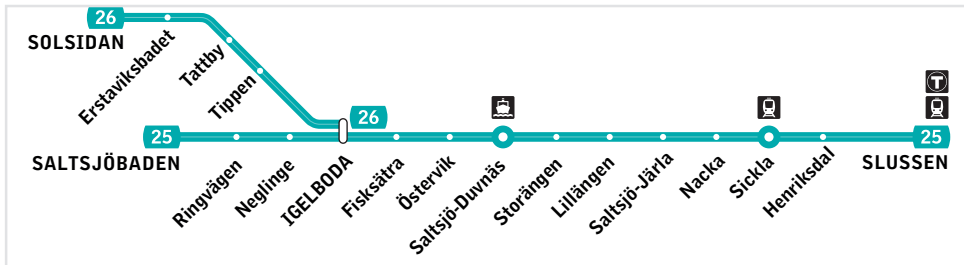 26
SOLSIDAN
Erstaviksbadet
Tattby
Tippen
26
25
SALTSJÖBADEN
Ringvägen
Neglinge
IGELBODA
Fisksätra
Östervik
Saltsjö-Duvnäs
Storängen
Lillängen
Saltsjö-Järla
Nacka
Sickla
Henriksdal
T
25
SLUSSEN